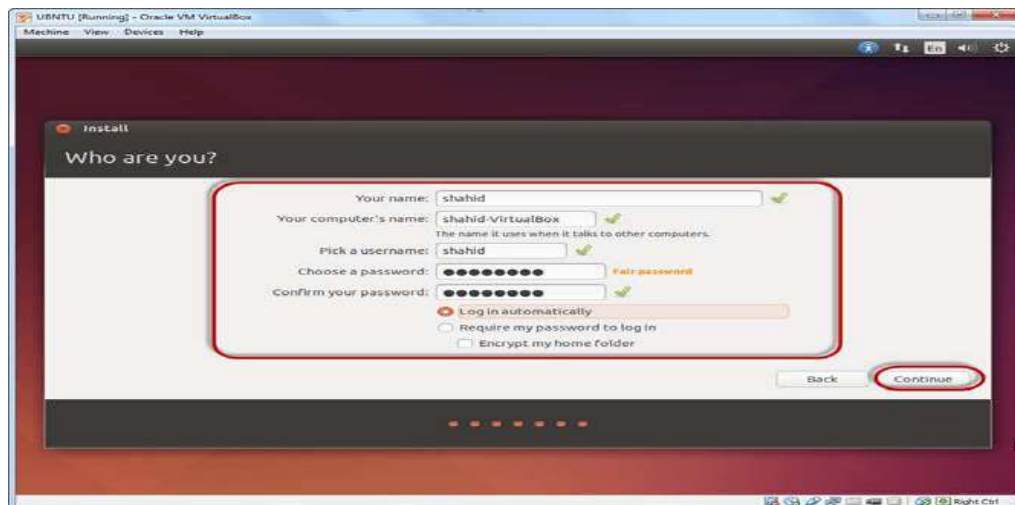 UBNTU [Running] - Oracle VM VirtualBox
Machine View Devices Help
En
Install
Who are you?
Your name: shahid
Your computer's name: shahid-VirtualBox
The name it uses when it talks to other computers.
Pick a username: shahid
Choose a password: ●●●●●●●● Fair password
Confirm your password: ●●●●●●●●
Log in automatically
Require my password to log in
Encrypt my home folder
Back Continue
Right Ctrl